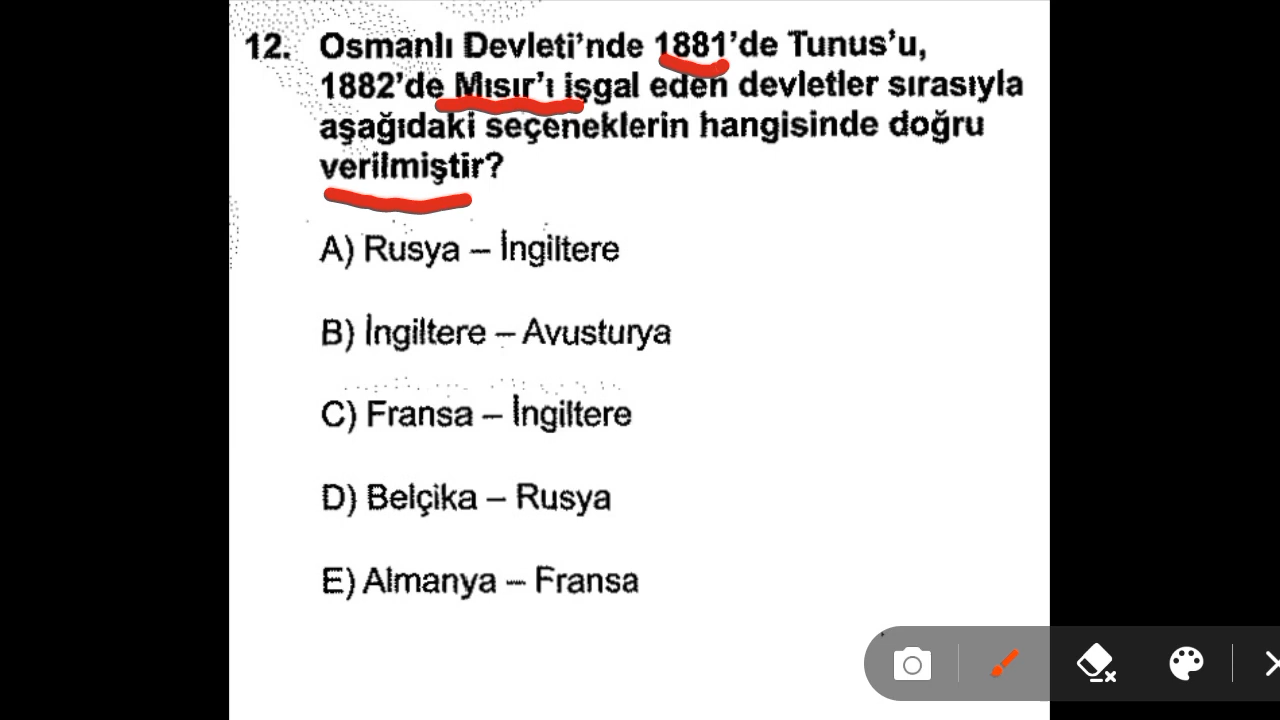 12. Osmanlı Devleti'nde 1881'de Tunus'u,
1882'de Mısır'ı işgal eden devletler sırasıyla
aşağıdaki seçeneklerin hangisinde doğru
verilmiştir?
A) Rusya – İngiltere
B) İngiltere – Avusturya
C) Fransa – İngiltere
D) Belçika – Rusya
E) Almanya – Fransa